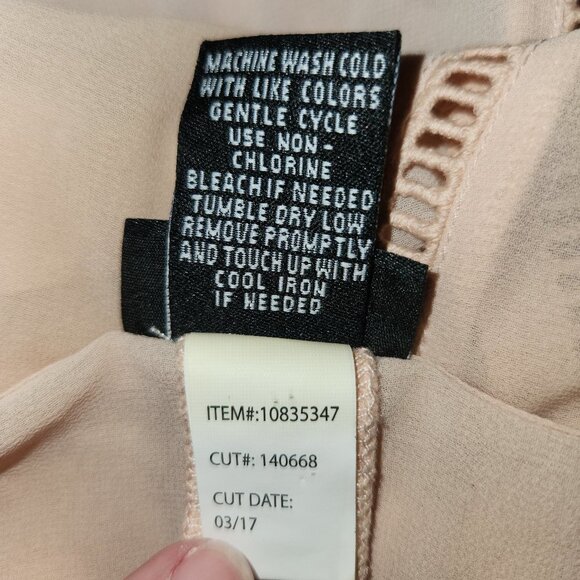 MACHINE WASH COLD
WITH LIKE COLORS
GENTLE CYCLE
USE NON-
CHLORINE
BLEACH IF NEEDED
TUMBLE DRY LOW
REMOVE PROMPTLY
AND TOUCH UP WITH
COOL IRON
IF NEEDED
ITEM#:10835347
CUT#: 140668
CUT DATE:
03/17